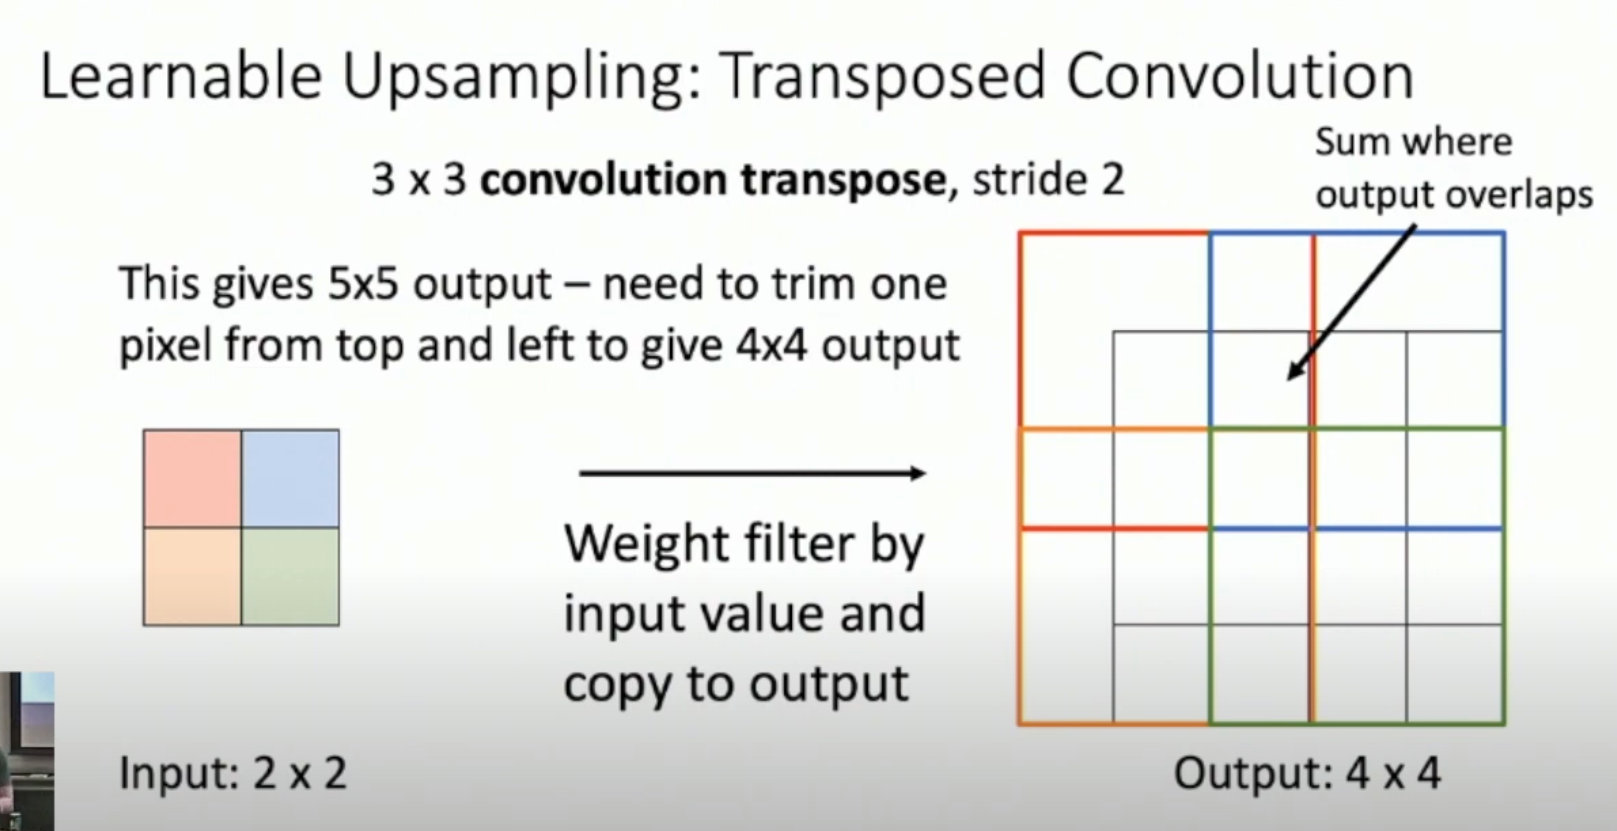 Learnable Upsampling: Transposed Convolution
Sum where
output overlaps
3 x 3 convolution transpose, stride 2
This gives 5x5 output – need to trim one
pixel from top and left to give 4x4 output
Weight filter by
input value and
copy to output
Input: 2 x 2
Output: 4 x 4